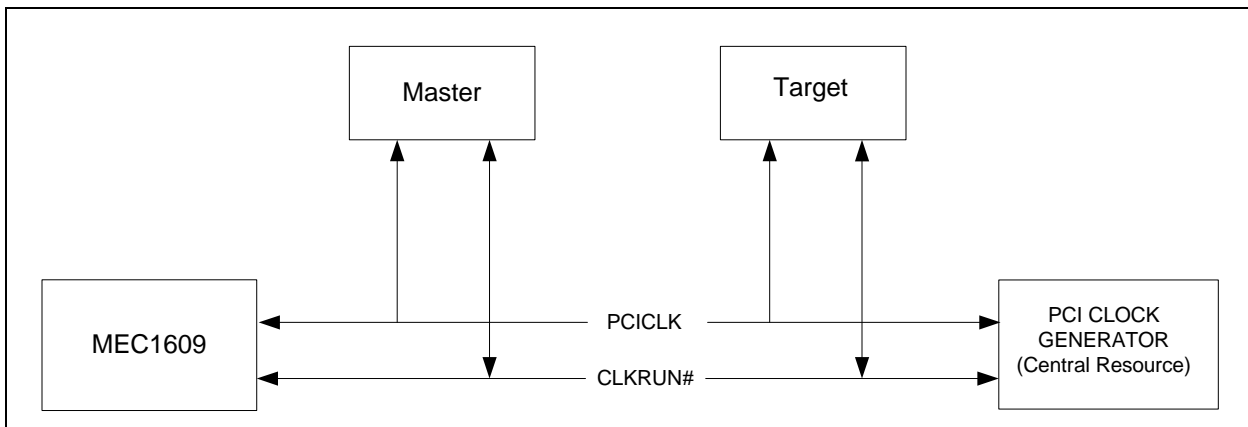 Master
Target
MEC1609
PCICLK
CLKRUN#
PCI CLOCK
GENERATOR
(Central Resource)